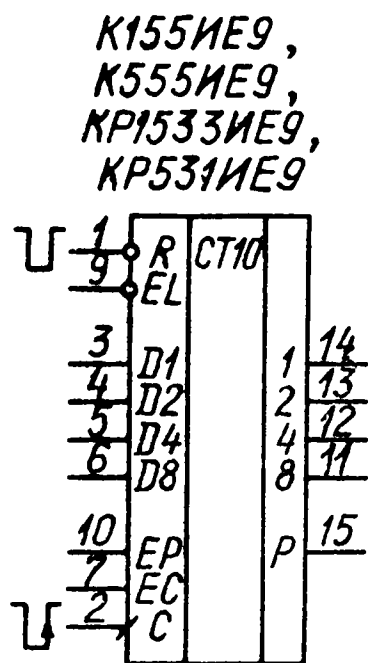 К155ИЕ9,
К555ИЕ9,
КР1533ИЕ9,
КР531ИЕ9
1 R CT10
9 EL
3 D1 1 14
4 D2 2 13
5 D4 4 12
6 D8 8 11
10 EP P 15
7 EC
2 C